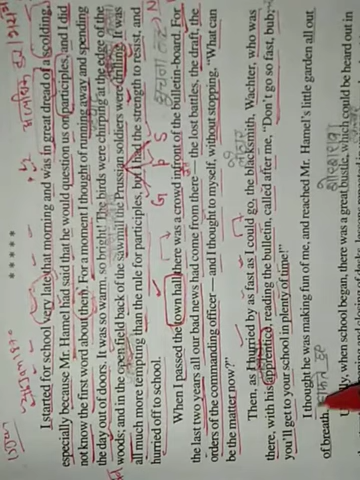 I started for school very late that morning and was in great dread of a scolding,
especially because Mr. Hamel had said that he would question us on participles, and I did
not know the first word about them. For a moment I thought of running away and spending
the day out of doors. It was so warm, so bright! The birds were chirping at the edge of the
woods; and in the open field back of the sawmill the Prussian soldiers were drilling. It was
all much more tempting than the rule for participles, but I had the strength to resist, and
hurried off to school.
G P S
When I passed the town hall there was a crowd in front of the bulletin-board. For
the last two years all our bad news had come from there — the lost battles, the draft, the
orders of the commanding officer — and I thought to myself, without stopping, “What can
be the matter now?”
Then, as I hurried by as fast as I could go, the blacksmith, Wachter, who was
there, with his apprentice, reading the bulletin, called after me, “Don't go so fast, bub;
you'll get to your school in plenty of time!”
I thought he was making fun of me, and reached Mr. Hamel's little garden all out
of breath.
when school began, there was a great bustle, which could be heard out in